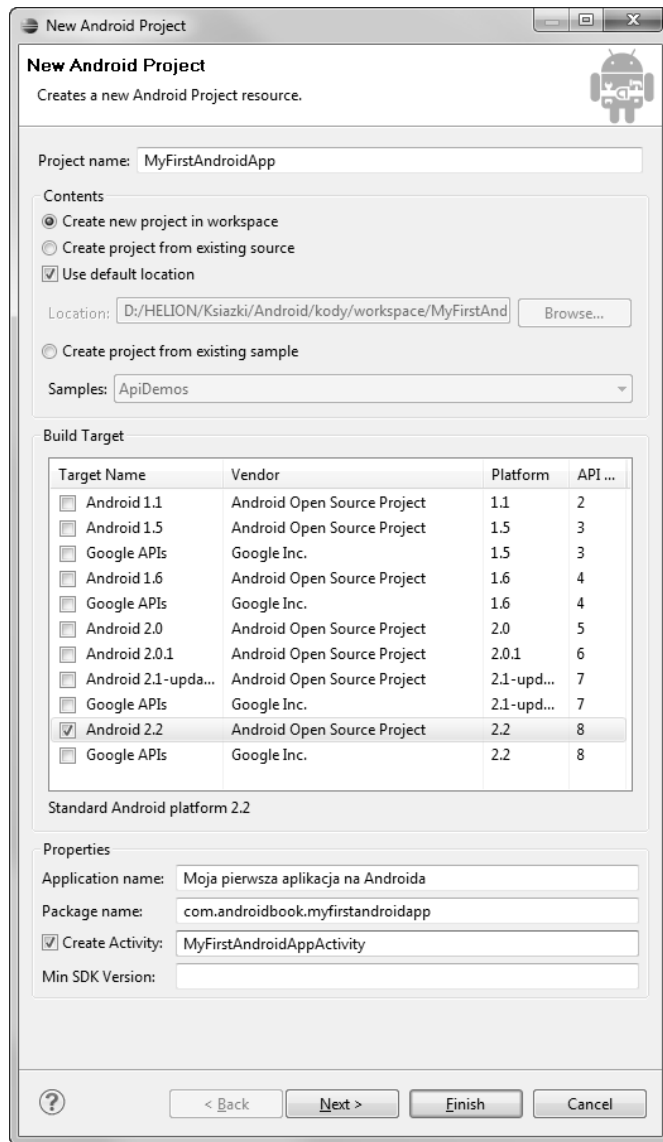 New Android Project
New Android Project
Creates a new Android Project resource.
Project name: MyFirstAndroidApp
Contents
Create new project in workspace
Create project from existing source
Use default location
Location: D:/HELION/Ksiazki/Android/kody/workspace/MyFirstAnd Browse...
Create project from existing sample
Samples: ApiDemos
Build Target
Target Name Vendor Platform API ...
Android 1.1 Android Open Source Project 1.1 2
Android 1.5 Android Open Source Project 1.5 3
Google APIs Google Inc. 1.5 3
Android 1.6 Android Open Source Project 1.6 4
Google APIs Google Inc. 1.6 4
Android 2.0 Android Open Source Project 2.0 5
Android 2.0.1 Android Open Source Project 2.0.1 6
Android 2.1-upda... Android Open Source Project 2.1-upd... 7
Google APIs Google Inc. 2.1-upd... 7
Android 2.2 Android Open Source Project 2.2 8
Google APIs Google Inc. 2.2 8
Standard Android platform 2.2
Properties
Application name: Moja pierwsza aplikacja na Androida
Package name: com.androidbook.myfirstandroidapp
Create Activity: MyFirstAndroidAppActivity
Min SDK Version:
? < Back Next > Finish Cancel